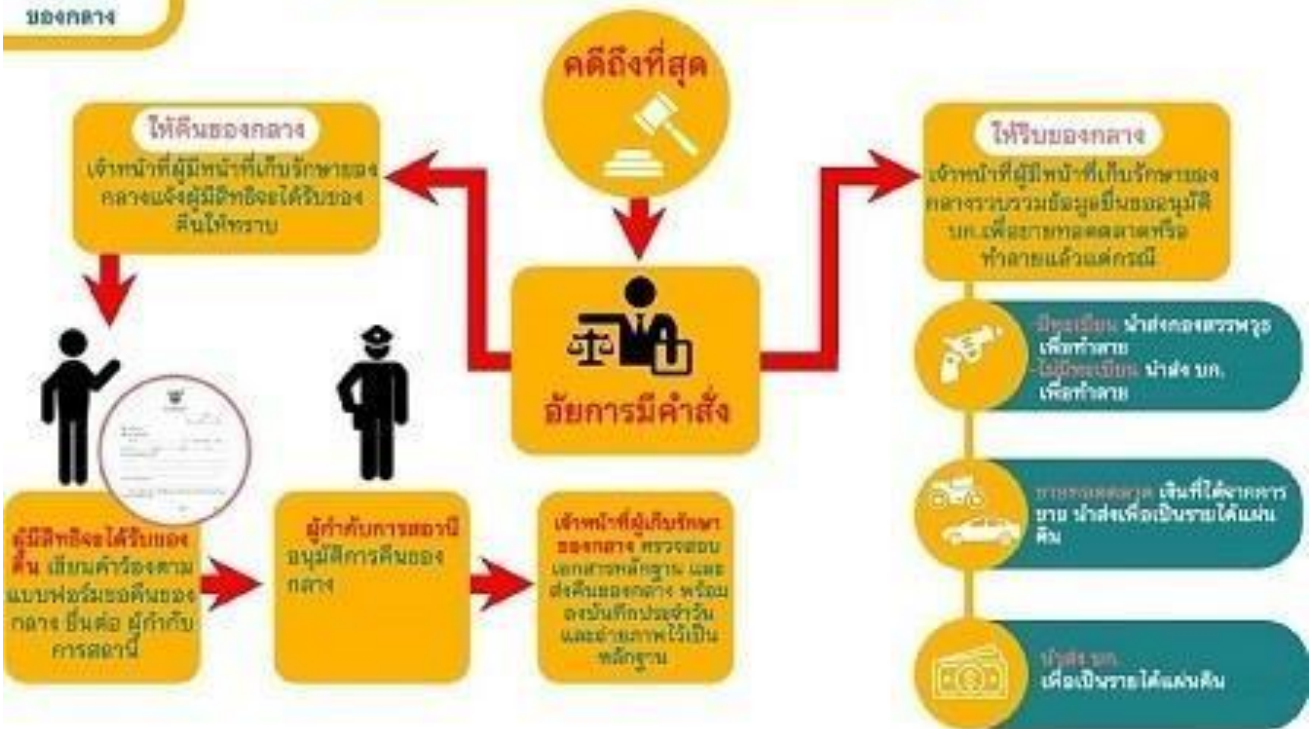 ของกลาง
คดีถึงที่สุด
ให้คืนของกลาง
เจ้าหน้าที่ผู้มีหน้าที่เก็บรักษาของ
กลางแจ้งผู้มีสิทธิจะได้รับของ
คืนให้ทราบ
ให้ริบของกลาง
เจ้าหน้าที่ผู้มีหน้าที่เก็บรักษาของ
กลางรวบรวมข้อมูลยื่นขออนุมัติ
บก.เพื่อขายทอดตลาดหรือ
ทำลายแล้วแต่กรณี
อัยการมีคำสั่ง
-มีทะเบียน นำส่งกองสรรพวุธ
เพื่อทำลาย
-ไม่มีทะเบียน นำส่ง บก.
เพื่อทำลาย
ขายทอดตลาด เงินที่ได้จากการ
ขาย นำส่งเพื่อเป็นรายได้แผ่น
ดิน
นำส่ง บก.
เพื่อเป็นรายได้แผ่นดิน
ผู้มีสิทธิจะได้รับของ
คืน เขียนคำร้องตาม
แบบฟอร์มขอคืนของ
กลาง ยื่นต่อ ผู้กำกับ
การสถานี
ผู้กำกับการสถานี
อนุมัติการคืนของ
กลาง
เจ้าหน้าที่ผู้เก็บรักษา
ของกลาง ตรวจสอบ
เอกสารหลักฐาน และ
ส่งคืนของกลาง พร้อม
ลงบันทึกประจำวัน
และถ่ายภาพไว้เป็น
หลักฐาน